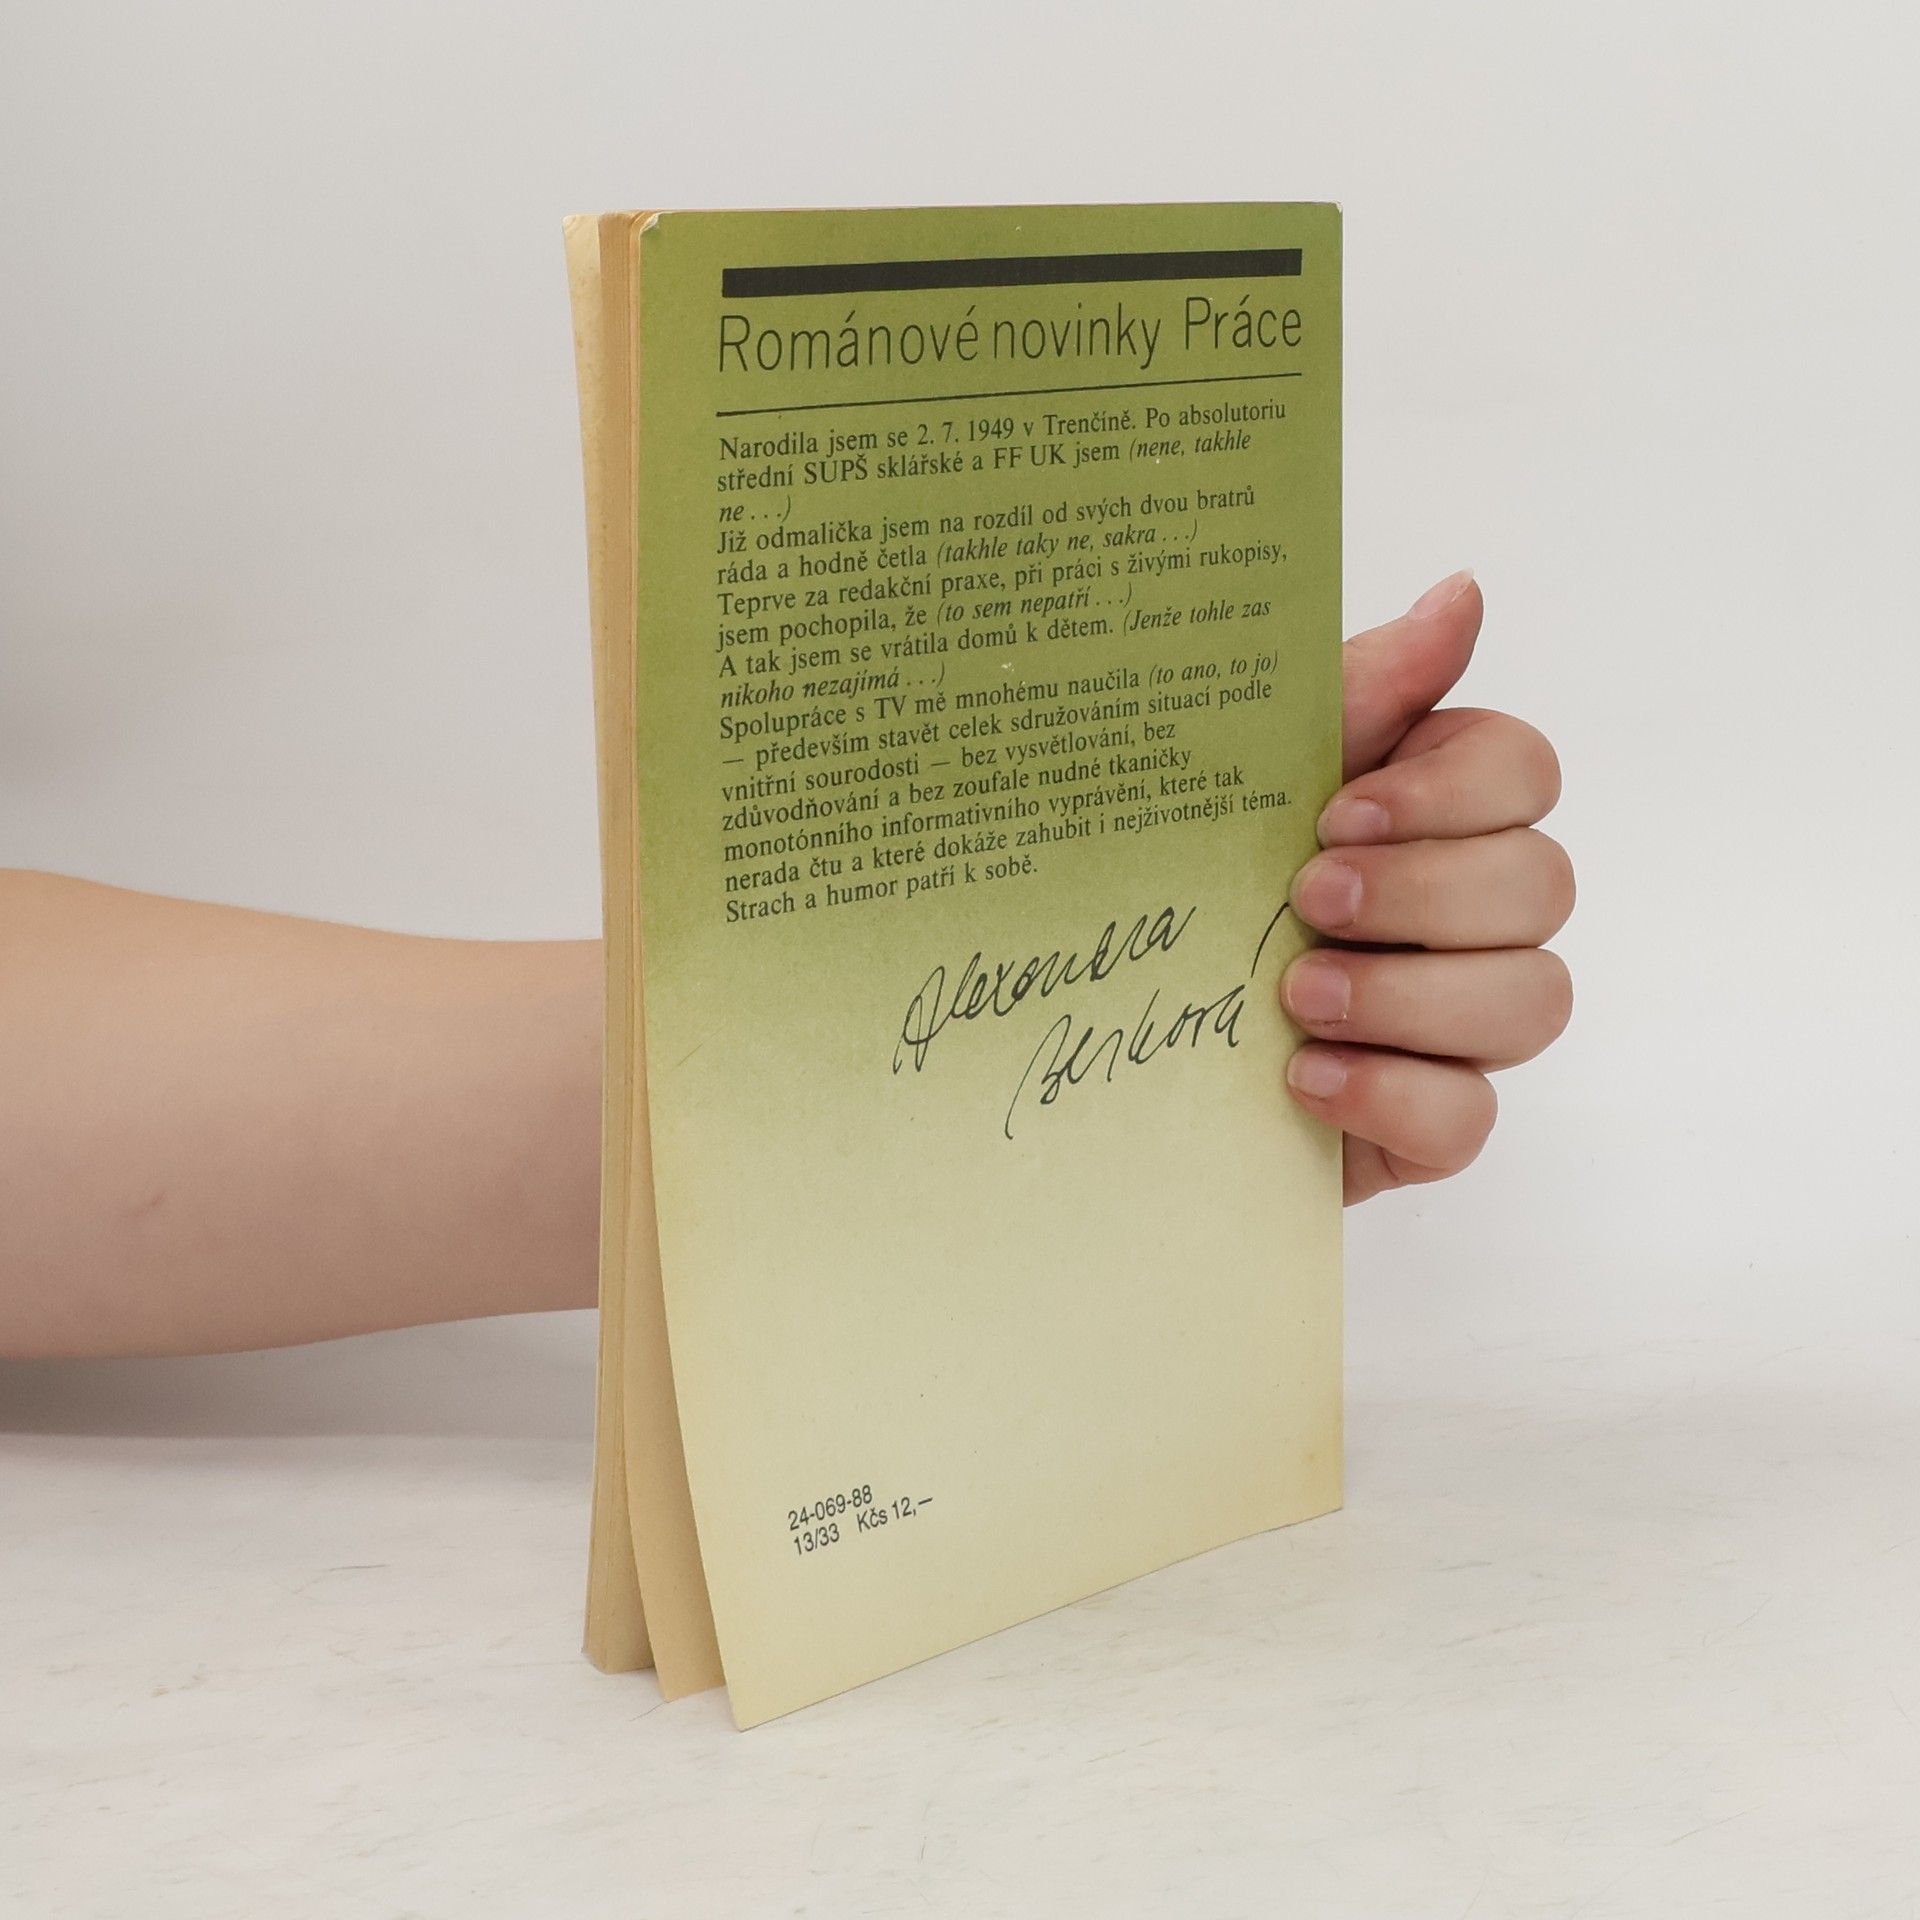 Románové novinky Práce
Narodila jsem se 2. 7. 1949 v Trenčíně. Po absolutoriu
střední SUPŠ sklářské a FF UK jsem (nene, takhle
ne . . .)
Již odmalička jsem na rozdíl od svých dvou bratrů
ráda a hodně četla (takhle taky ne, sakra . . .)
Teprve za redakční praxe, při práci s živými rukopisy,
jsem pochopila, že (to sem nepatří . . .)
A tak jsem se vrátila domů k dětem. (Jenže tohle zas
nikoho nezajímá . . .)
Spolupráce s TV mě mnohému naučila (to ano, to jo)
— především stavět celek sdružováním situací podle
vnitřní sourodosti — bez vysvětlování, bez
zdůvodňování a bez zoufale nudné tkaničky
monotónního informativního vyprávění, které tak
nerada čtu a které dokáže zahubit i nejživotnější téma.
Strach a humor patří k sobě.
Alexandra
Berková
24-069-88
13/33 Kčs 12,—